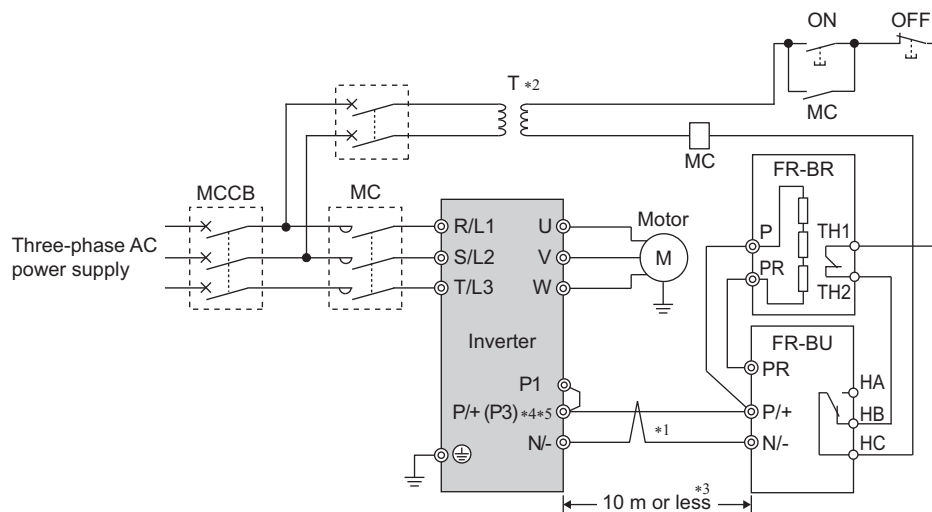 ON
OFF
T *2
MC
MC
FR-BR
MCCB
MC
R/L1
U
Motor
P
TH1
Three-phase AC
power supply
S/L2
V
M
PR
T/L3
W
TH2
Inverter
FR-BU
PR
P1
HA
P/+ (P3) *4*5
P/+
HB
N/-
*1
N/-
HC
10 m or less *3